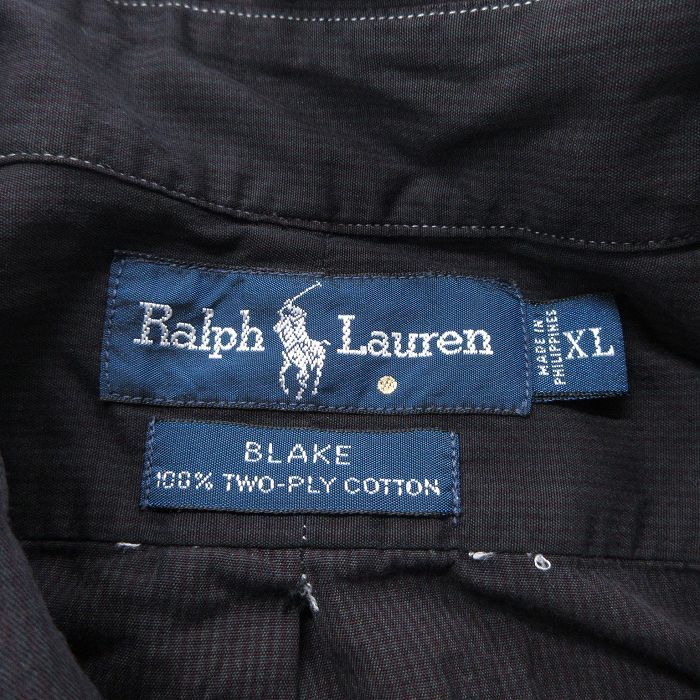 Ralph Lauren
MADE IN
PHILIPPINES
XL
BLAKE
100% TWO-PLY COTTON